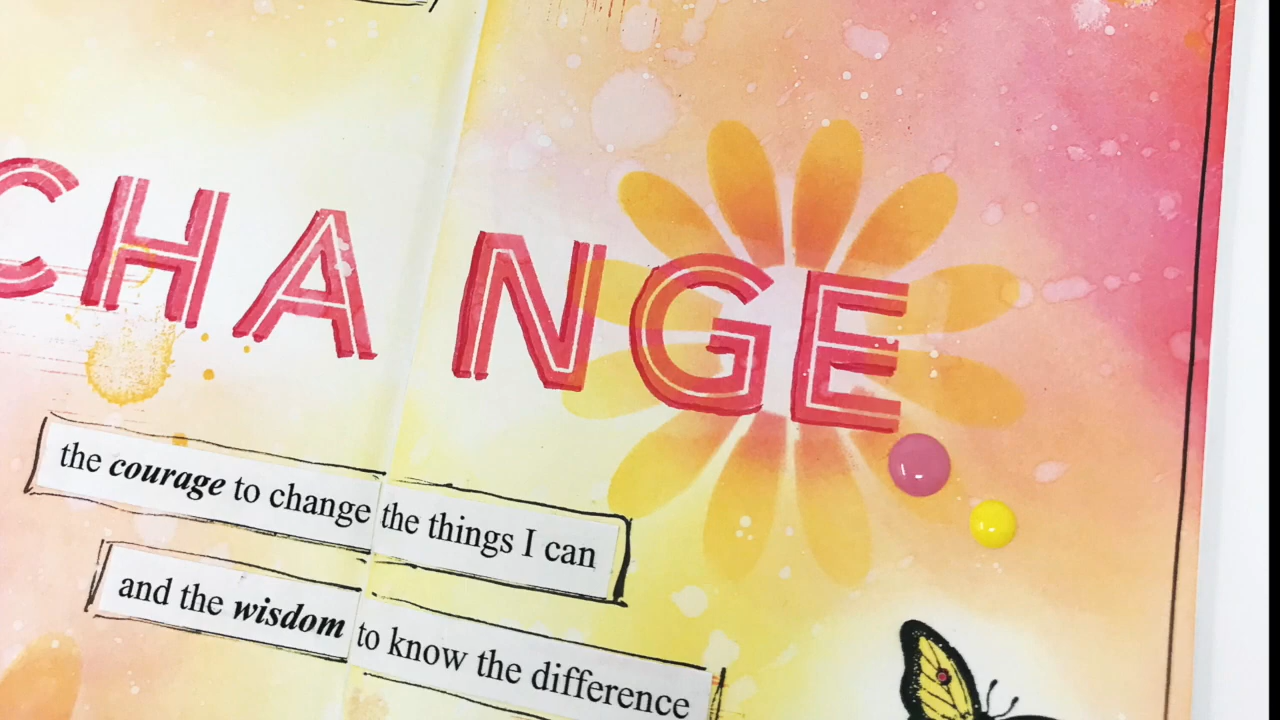 CHANGE
the courage to change the things I can
and the wisdom to know the difference